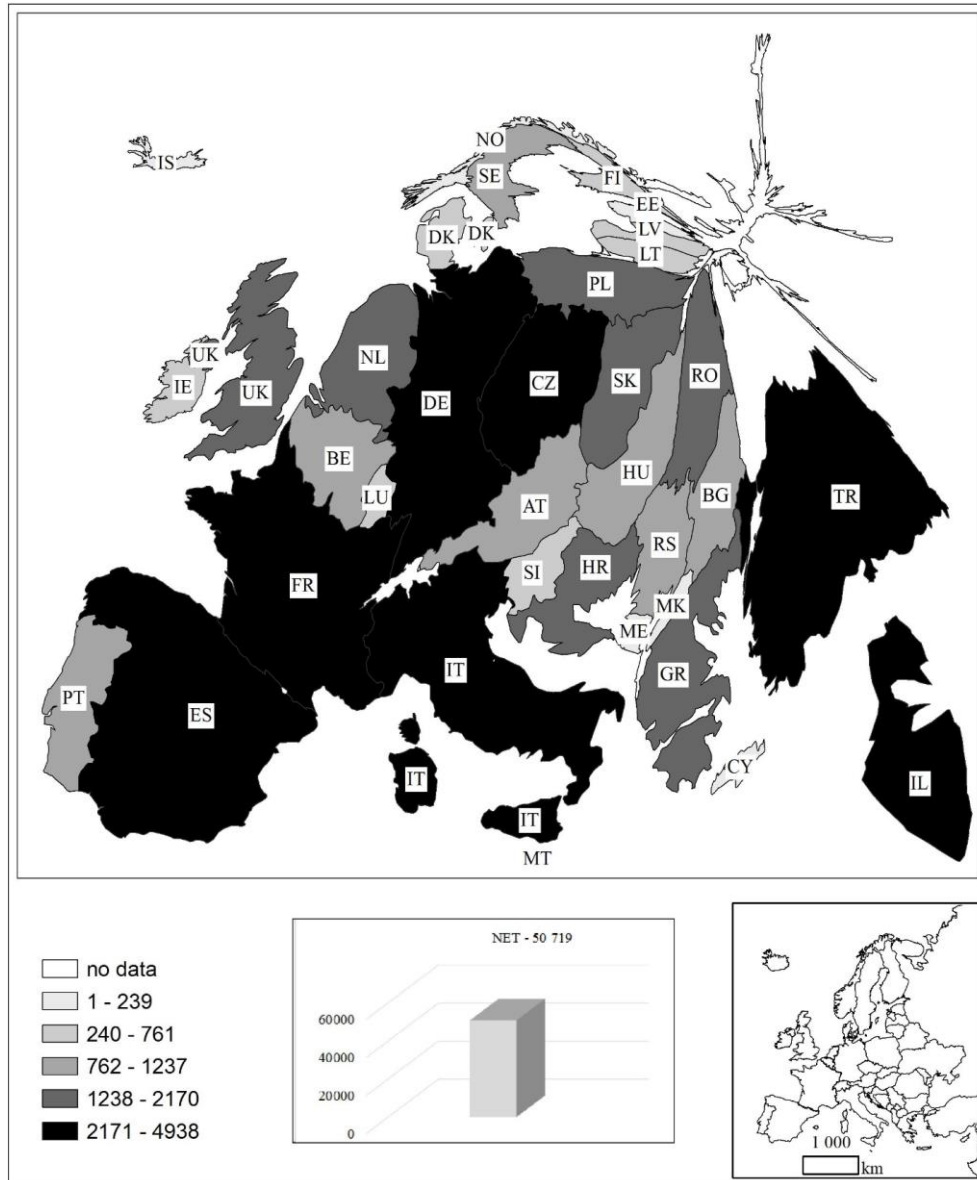 IS
NO
SE
FI
EE
LV
LT
DK
DK
PL
UK
IE
UK
NL
DE
CZ
SK
RO
BE
LU
AT
HU
BG
TR
FR
SI
HR
RS
MK
ME
PT
ES
IT
GR
IT
CY
IL
IT
MT
no data
1 - 239
240 - 761
762 - 1237
1238 - 2170
2171 - 4938
NET - 50 719
60000
40000
20000
0
1 000
km